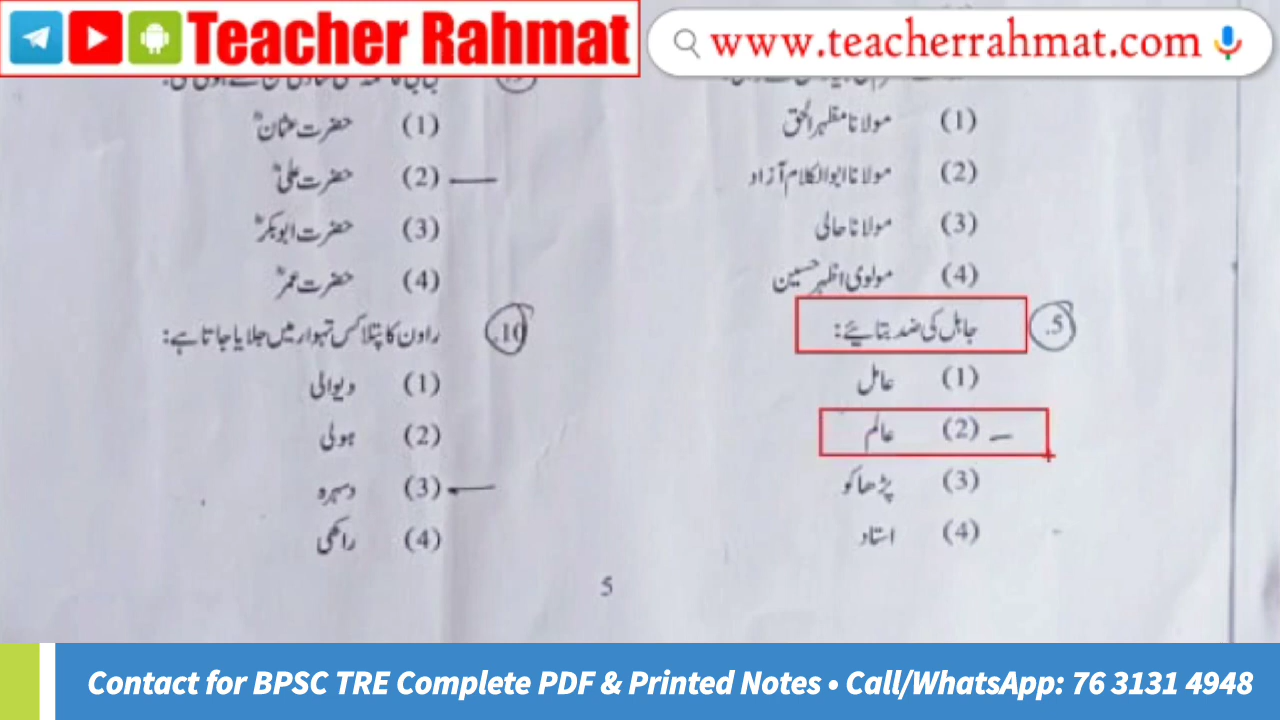 Teacher Rahmat
www.teacherrahmat.com
(1) مولانا مظہر الحق
(2) مولانا ابوالکلام آزاد
(3) مولانا حالی
(4) مولوی اظہر حسین
5. جاہل کی ضد بتائیے:
(1) عامل
(2) عالم
(3) پڑھاکو
(4) استاد
(1) حضرت عثمانؓ
(2) حضرت علیؓ
(3) حضرت ابوبکرؓ
(4) حضرت عمرؓ
10. راون کا پتلا کس تہوار میں جلایا جاتا ہے:
(1) دیوالی
(2) ہولی
(3) دسہرہ
(4) راکھی
5
Contact for BPSC TRE Complete PDF & Printed Notes • Call/WhatsApp: 76 3131 4948